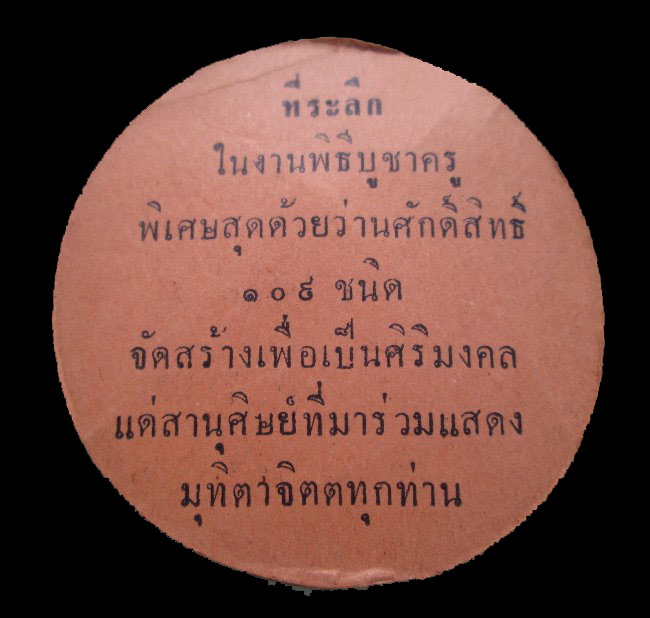 ที่ระลึก
ในงานพิธีบูชาครู
พิเศษสุดด้วยว่านศักดิ์สิทธิ์
๑๐๙ ชนิด
จัดสร้างเพื่อเป็นศิริมงคล
แด่สานุศิษย์ที่มาร่วมแสดง
มุทิตาจิตตทุกท่าน